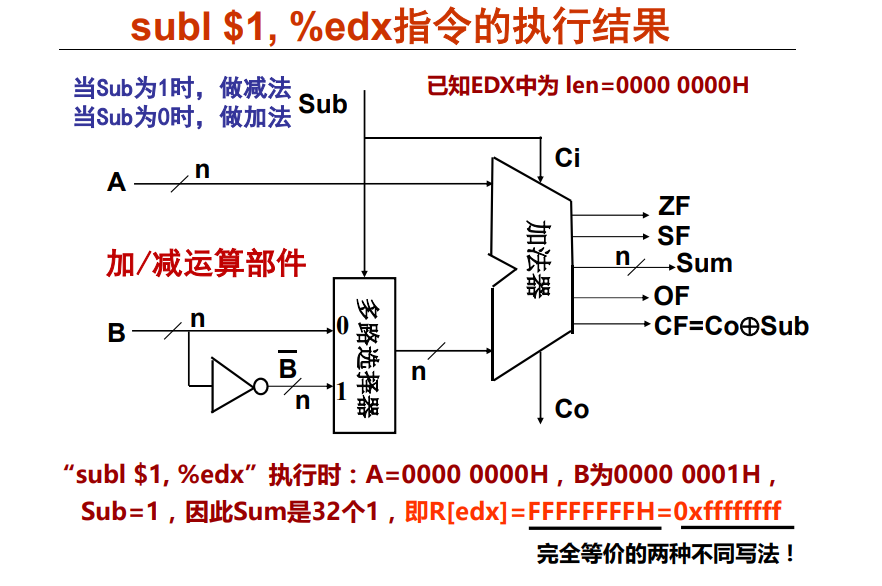 subl $1, %edx指令的执行结果
当Sub为1时，做减法
当Sub为0时，做加法
Sub
已知EDX中为 len=0000 0000H
Ci
A
n
ZF
SF
n
Sum
OF
CF=Co⊕Sub
加法器
加/减运算部件
B
n
0
1
多路选择器
B̅
n
n
Co
“subl $1, %edx” 执行时：A=0000 0000H，B为0000 0001H，
Sub=1，因此Sum是32个1，即R[edx]=FFFFFFFFH=0xffffffff
完全等价的两种不同写法！